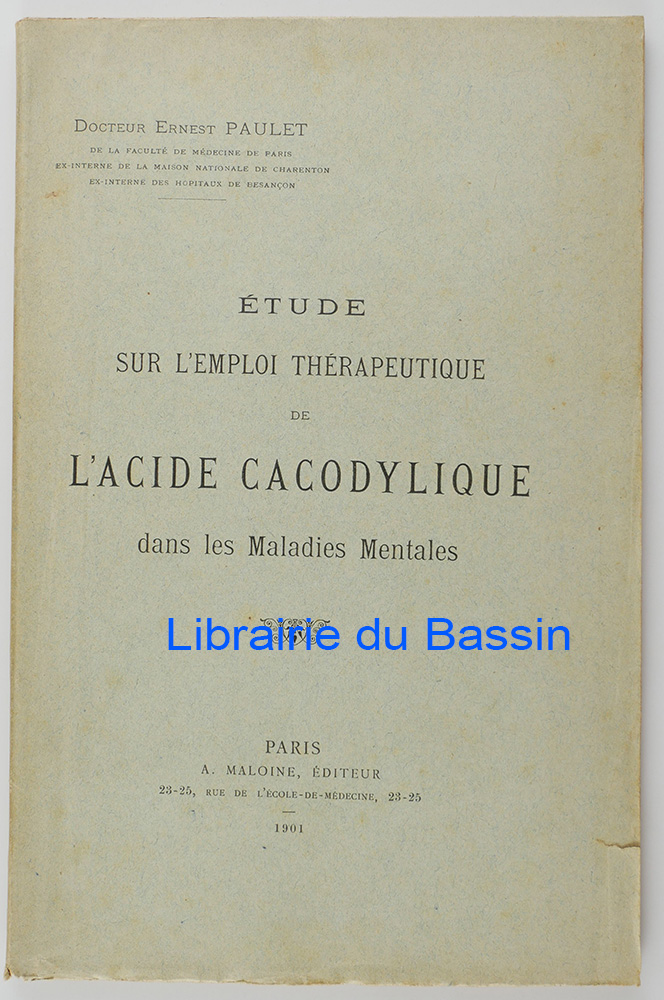 DOCTEUR ERNEST PAULET
DE LA FACULTÉ DE MÉDECINE DE PARIS
EX-INTERNE DE LA MAISON NATIONALE DE CHARENTON
EX-INTERNE DES HOPITAUX DE BESANÇON
ÉTUDE
SUR L'EMPLOI THÉRAPEUTIQUE
DE
L'ACIDE CACODYLIQUE
dans les Maladies Mentales
Librairie du Bassin
PARIS
A. MALOINE, ÉDITEUR
23-25, RUE DE L'ÉCOLE-DE-MÉDECINE, 23-25
1901